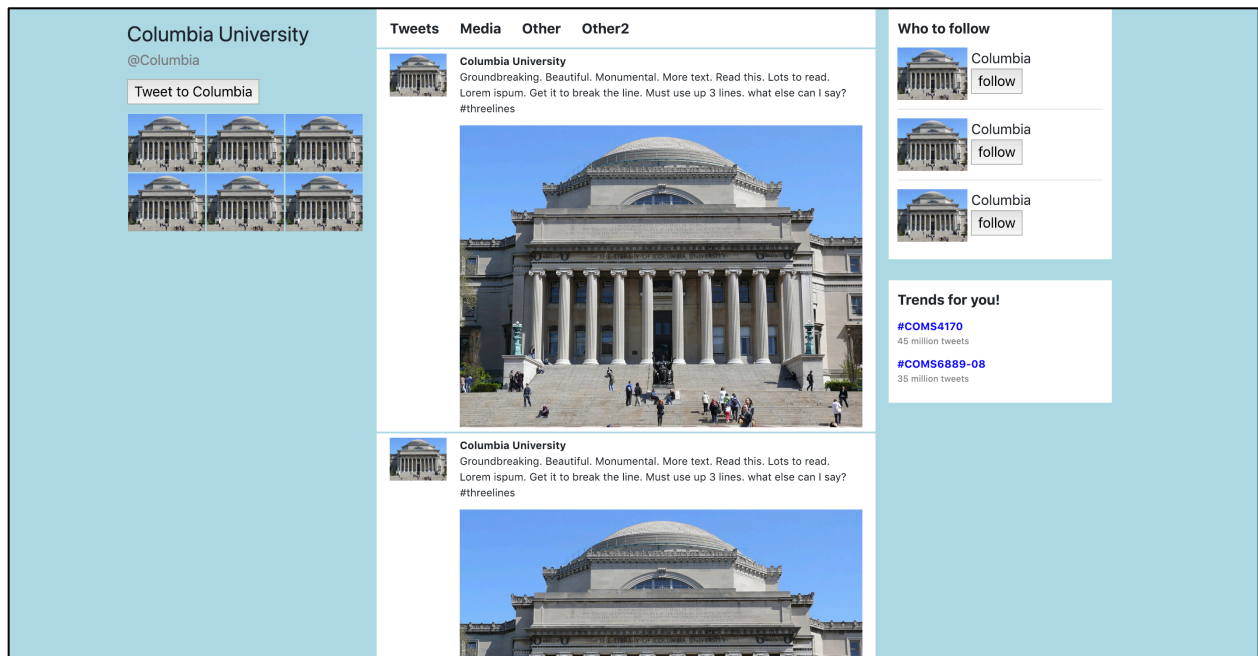 Columbia University
@Columbia
Tweet to Columbia
Tweets Media Other Other2
Columbia University
Groundbreaking. Beautiful. Monumental. More text. Read this. Lots to read.
Lorem ispum. Get it to break the line. Must use up 3 lines. what else can I say?
#threelines
Columbia University
Groundbreaking. Beautiful. Monumental. More text. Read this. Lots to read.
Lorem ispum. Get it to break the line. Must use up 3 lines. what else can I say?
#threelines
Who to follow
Columbia
follow
Columbia
follow
Columbia
follow
Trends for you!
#COMS4170
45 million tweets
#COMS6889-08
35 million tweets